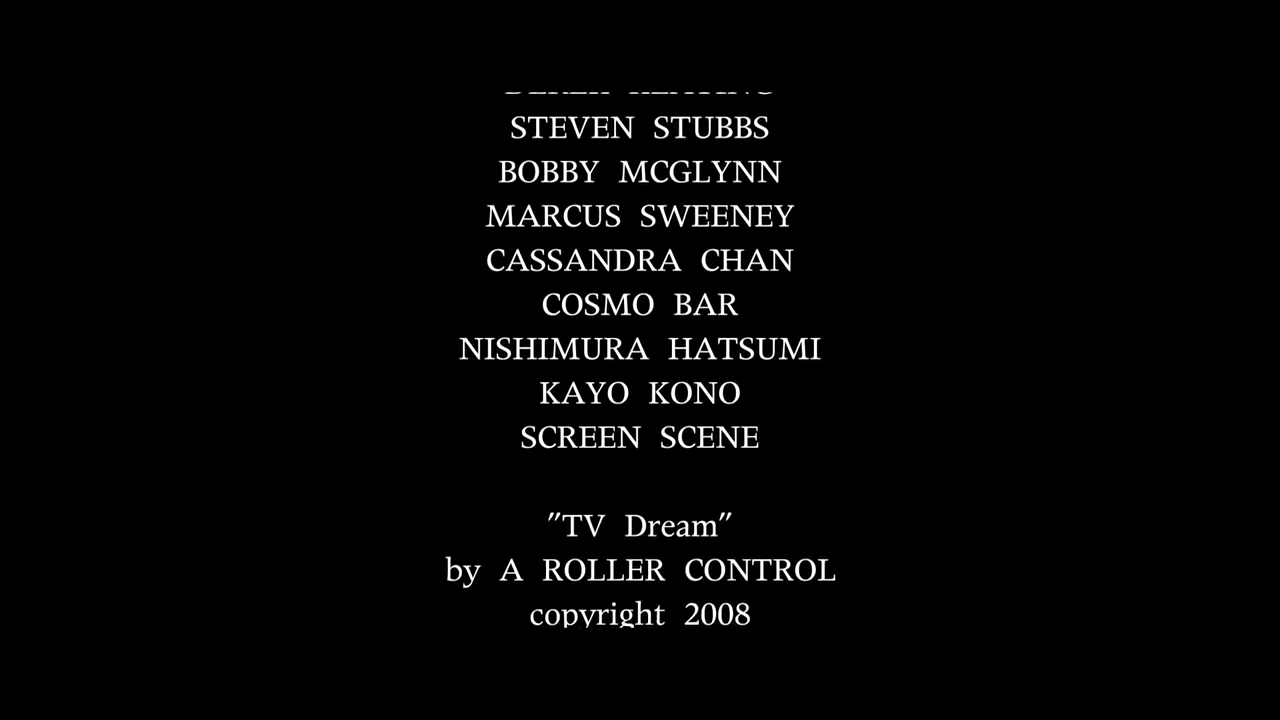 STEVEN STUBBS
BOBBY MCGLYNN
MARCUS SWEENEY
CASSANDRA CHAN
COSMO BAR
NISHIMURA HATSUMI
KAYO KONO
SCREEN SCENE
"TV Dream"
by A ROLLER CONTROL
copyright 2008